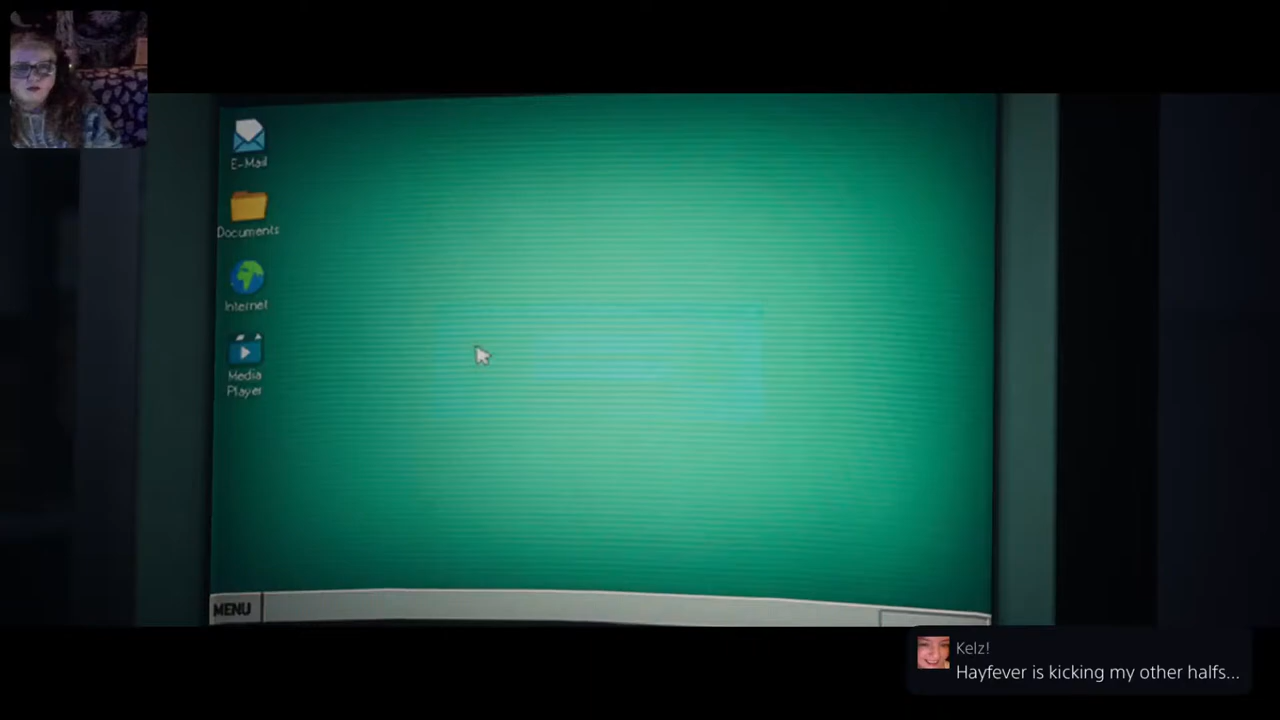 E-Mail
Documents
Internet
Media
Player
MENU
Kelz!
Hayfever is kicking my other halfs...